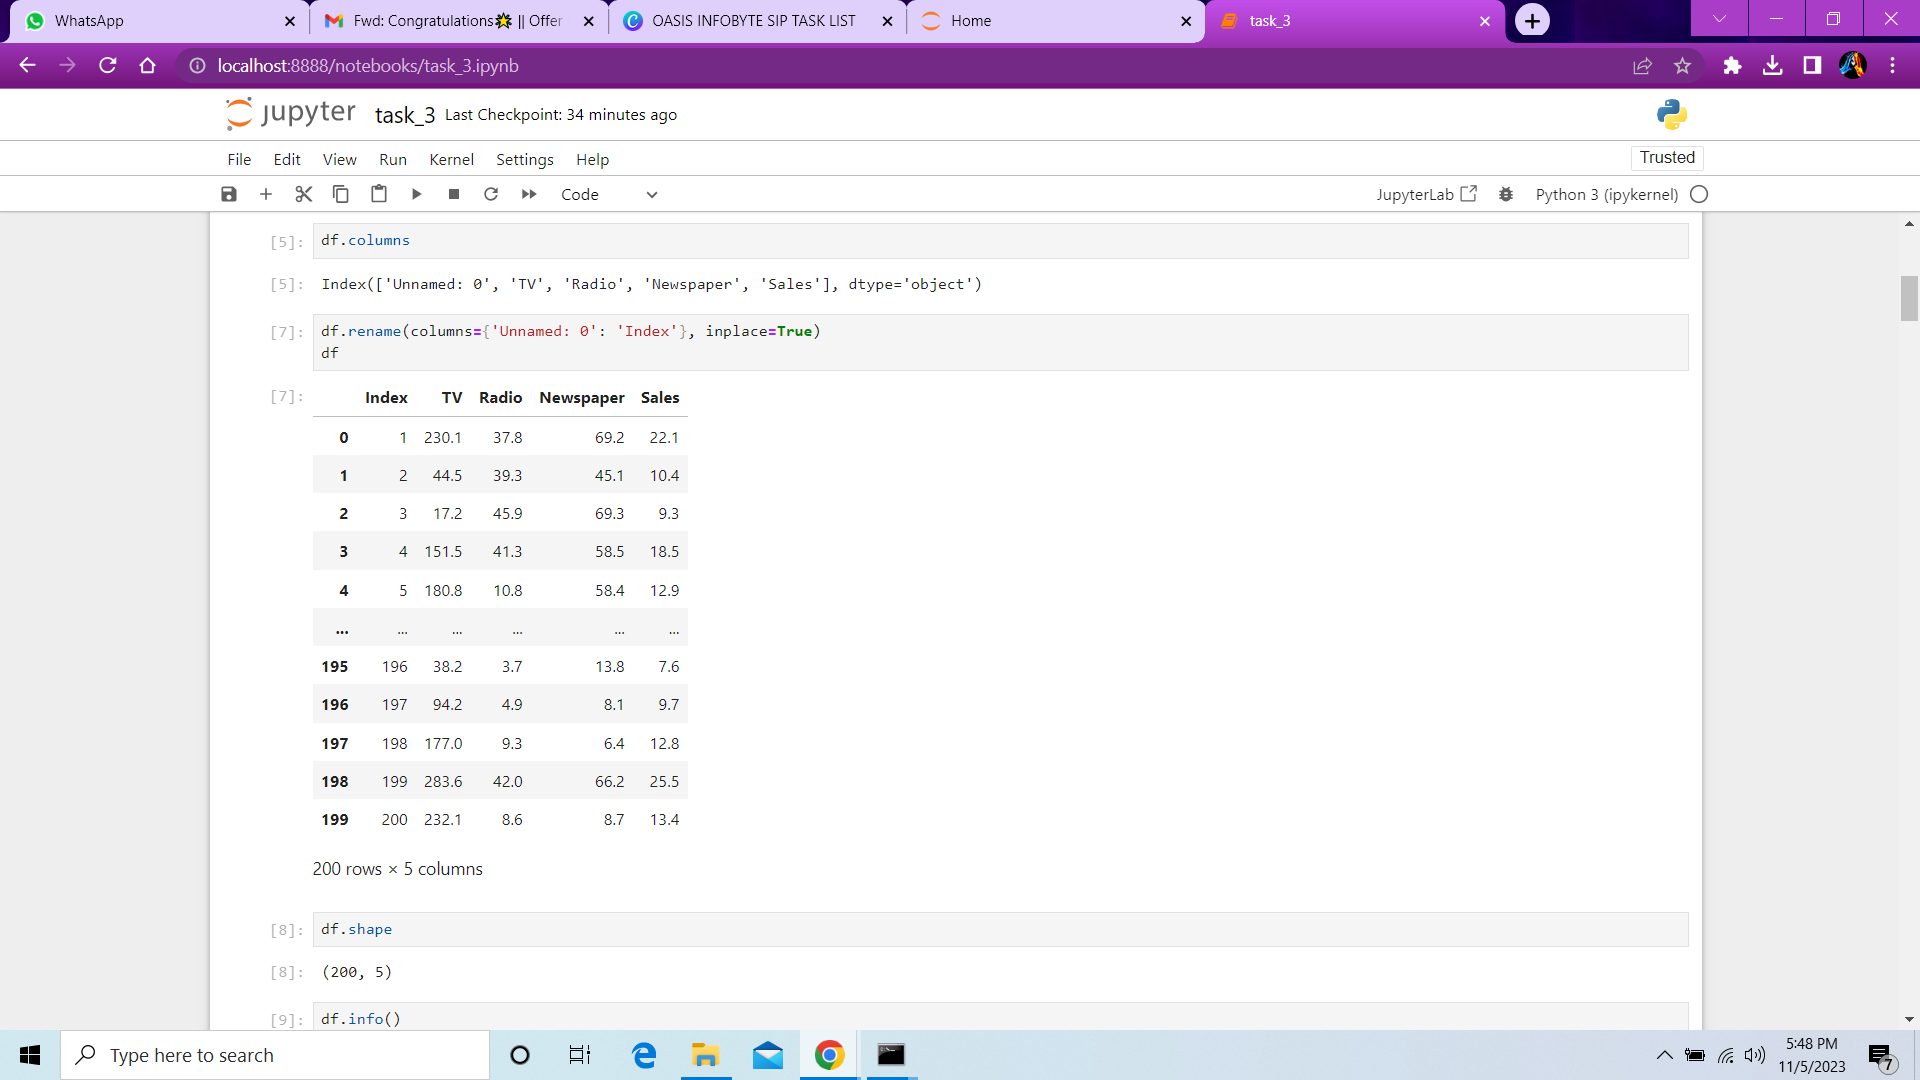 WhatsApp
Fwd: Congratulations🌟 || Offer
OASIS INFOBYTE SIP TASK LIST
Home
task_3
localhost:8888/notebooks/task_3.ipynb
jupyter task_3 Last Checkpoint: 34 minutes ago
File Edit View Run Kernel Settings Help
Trusted
Code
JupyterLab
Python 3 (ipykernel)
[5]: df.columns
[5]: Index(['Unnamed: 0', 'TV', 'Radio', 'Newspaper', 'Sales'], dtype='object')
[7]: df.rename(columns={'Unnamed: 0': 'Index'}, inplace=True)
df
[7]: Index TV Radio Newspaper Sales
0 1 230.1 37.8 69.2 22.1
1 2 44.5 39.3 45.1 10.4
2 3 17.2 45.9 69.3 9.3
3 4 151.5 41.3 58.5 18.5
4 5 180.8 10.8 58.4 12.9
... ... ... ... ... ...
195 196 38.2 3.7 13.8 7.6
196 197 94.2 4.9 8.1 9.7
197 198 177.0 9.3 6.4 12.8
198 199 283.6 42.0 66.2 25.5
199 200 232.1 8.6 8.7 13.4
200 rows × 5 columns
[8]: df.shape
[8]: (200, 5)
[9]: df.info()
Type here to search
5:48 PM
11/5/2023
7